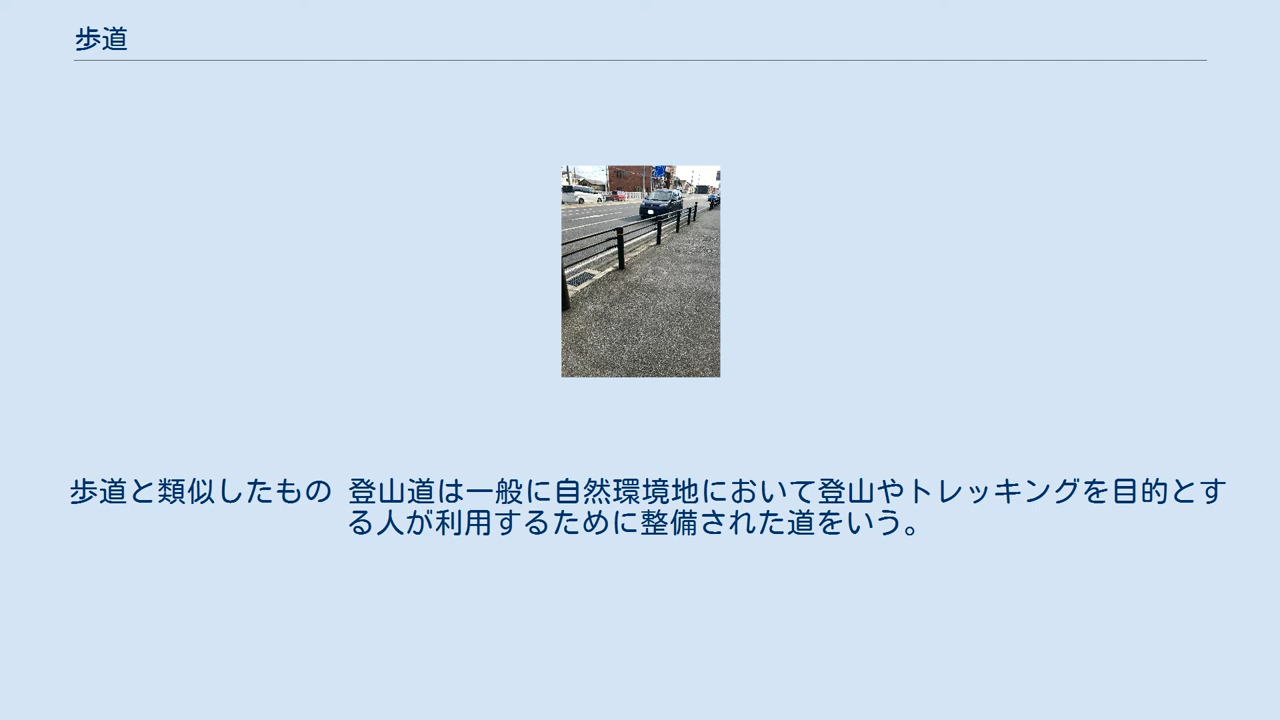 歩道
歩道と類似したもの 登山道は一般に自然環境地において登山やトレッキングを目的とす
る人が利用するために整備された道をいう。